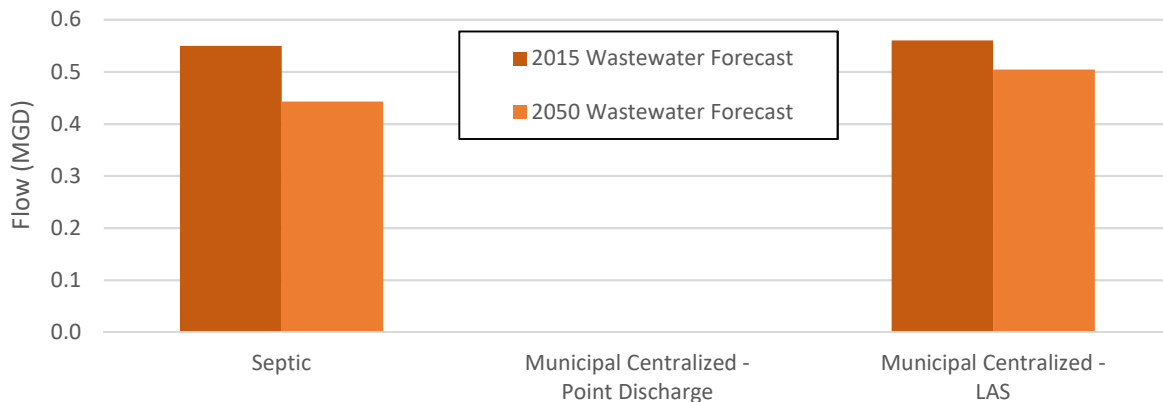 Flow (MGD)
0.6
0.5
0.4
0.3
0.2
0.1
0.0
2015 Wastewater Forecast
2050 Wastewater Forecast
Septic
Municipal Centralized -
Point Discharge
Municipal Centralized -
LAS